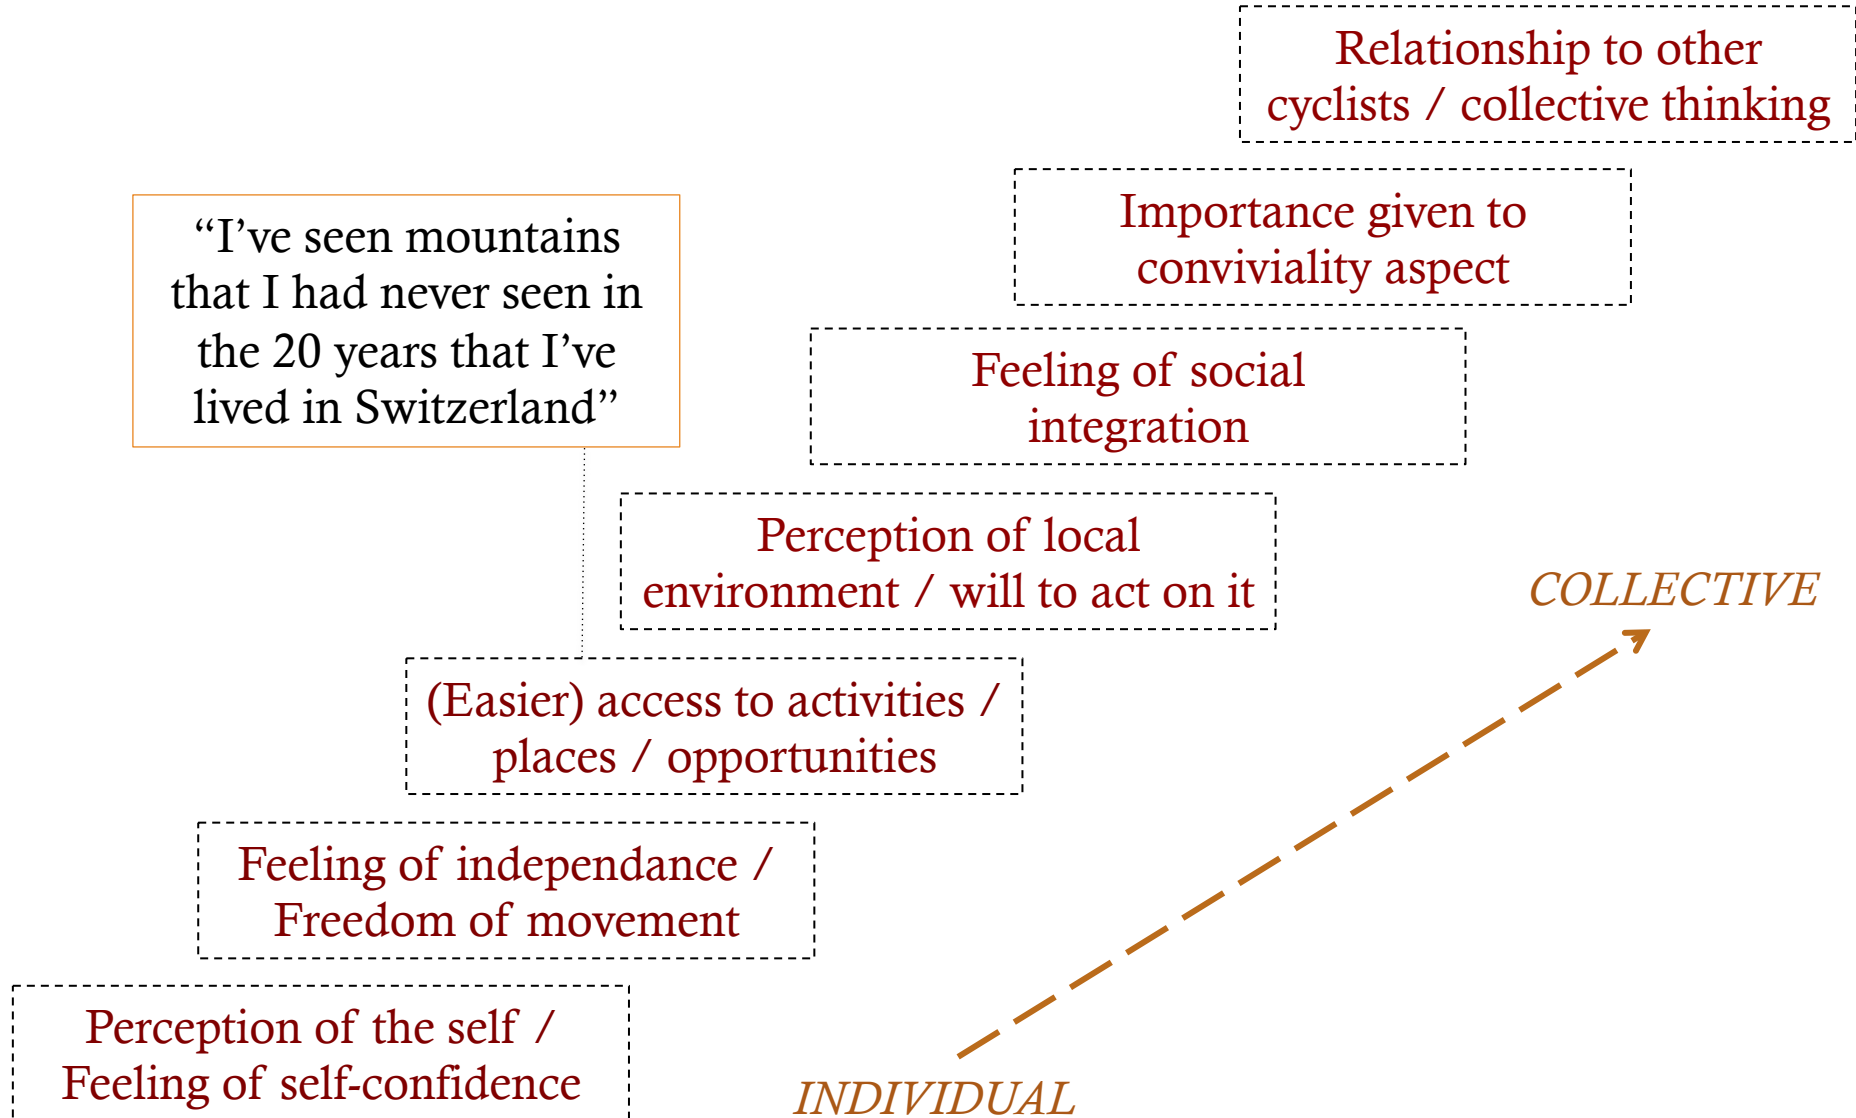 Relationship to other
cyclists / collective thinking
Importance given to
conviviality aspect
“I’ve seen mountains
that I had never seen in
the 20 years that I’ve
lived in Switzerland”
Feeling of social
integration
Perception of local
environment / will to act on it
COLLECTIVE
(Easier) access to activities /
places / opportunities
Feeling of independance /
Freedom of movement
Perception of the self /
Feeling of self-confidence
INDIVIDUAL